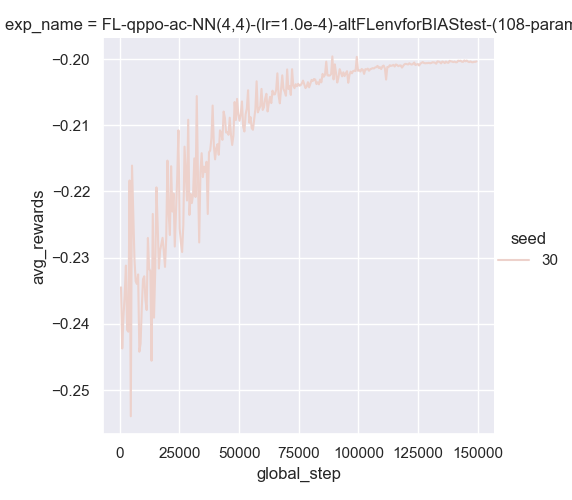 exp_name = FL-qppo-ac-NN(4,4)-(lr=1.0e-4)-altFLenvforBIAStest-(108-param
−0.20
−0.21
−0.22
−0.23
−0.24
−0.25
avg_rewards
0 25000 50000 75000 100000 125000 150000
global_step
seed
30